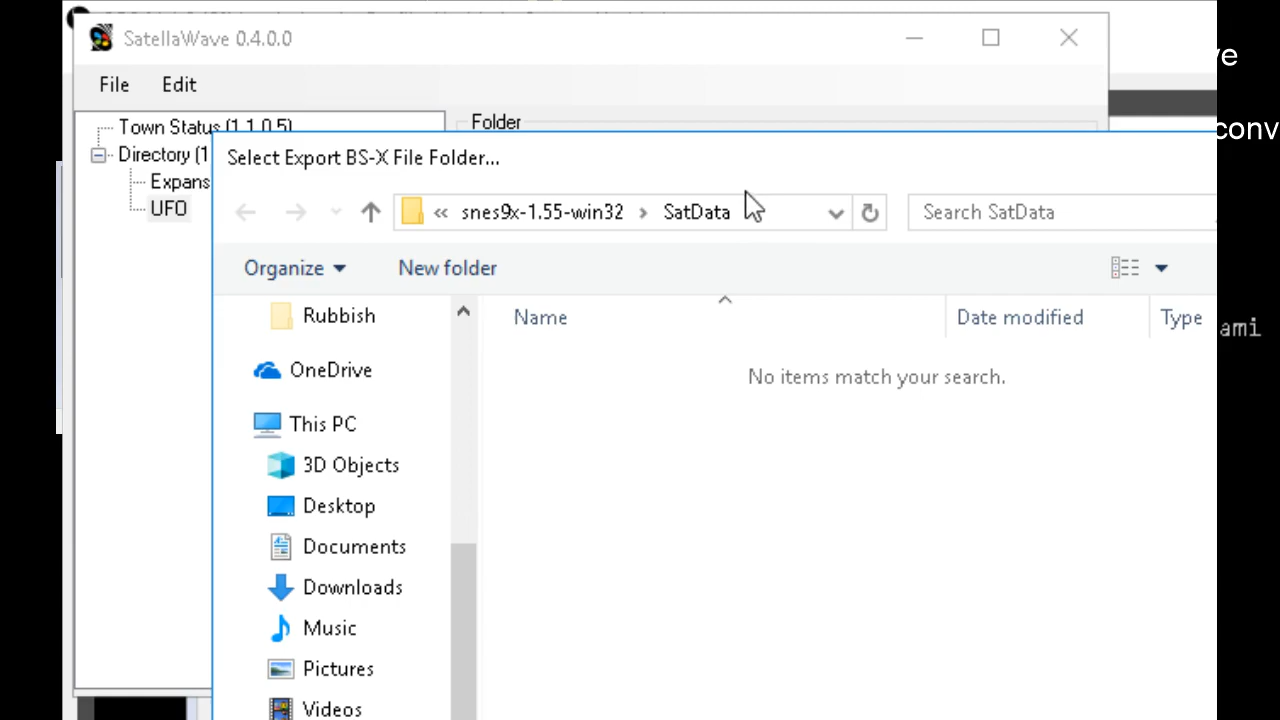 SatellaWave 0.4.0.0
File Edit
Town Status (1.1.0.5)
Folder
Directory (1
Expans
UFO
Select Export BS-X File Folder...
« snes9x-1.55-win32 > SatData
Search SatData
Organize New folder
Name Date modified Type
No items match your search.
Rubbish
OneDrive
This PC
3D Objects
Desktop
Documents
Downloads
Music
Pictures
Videos
ve
conv
ami